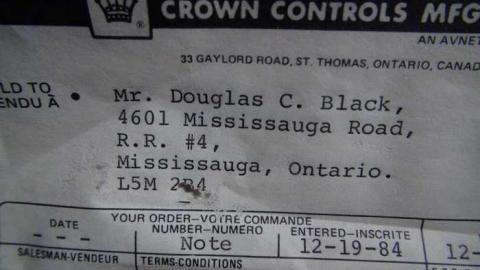 CROWN CONTROLS MFG
®
AN AVNET
33 GAYLORD ROAD, ST. THOMAS, ONTARIO, CANAD
LD TO
ENDU À
Mr. Douglas C. Black,
4601 Mississauga Road,
R.R. #4,
Mississauga, Ontario.
L5M
DATE
YOUR ORDER-VOTRE COMMANDE
NUMBER-NUMERO
ENTERED-INSCRITE
- - -
Note
12-19-84
12-
SALESMAN-VENDEUR
TERMS-CONDITIONS